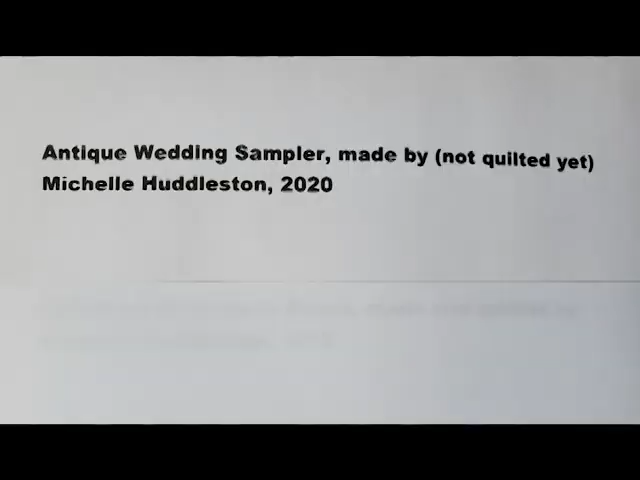 Antique Wedding Sampler, made by (not quilted yet)
Michelle Huddleston, 2020